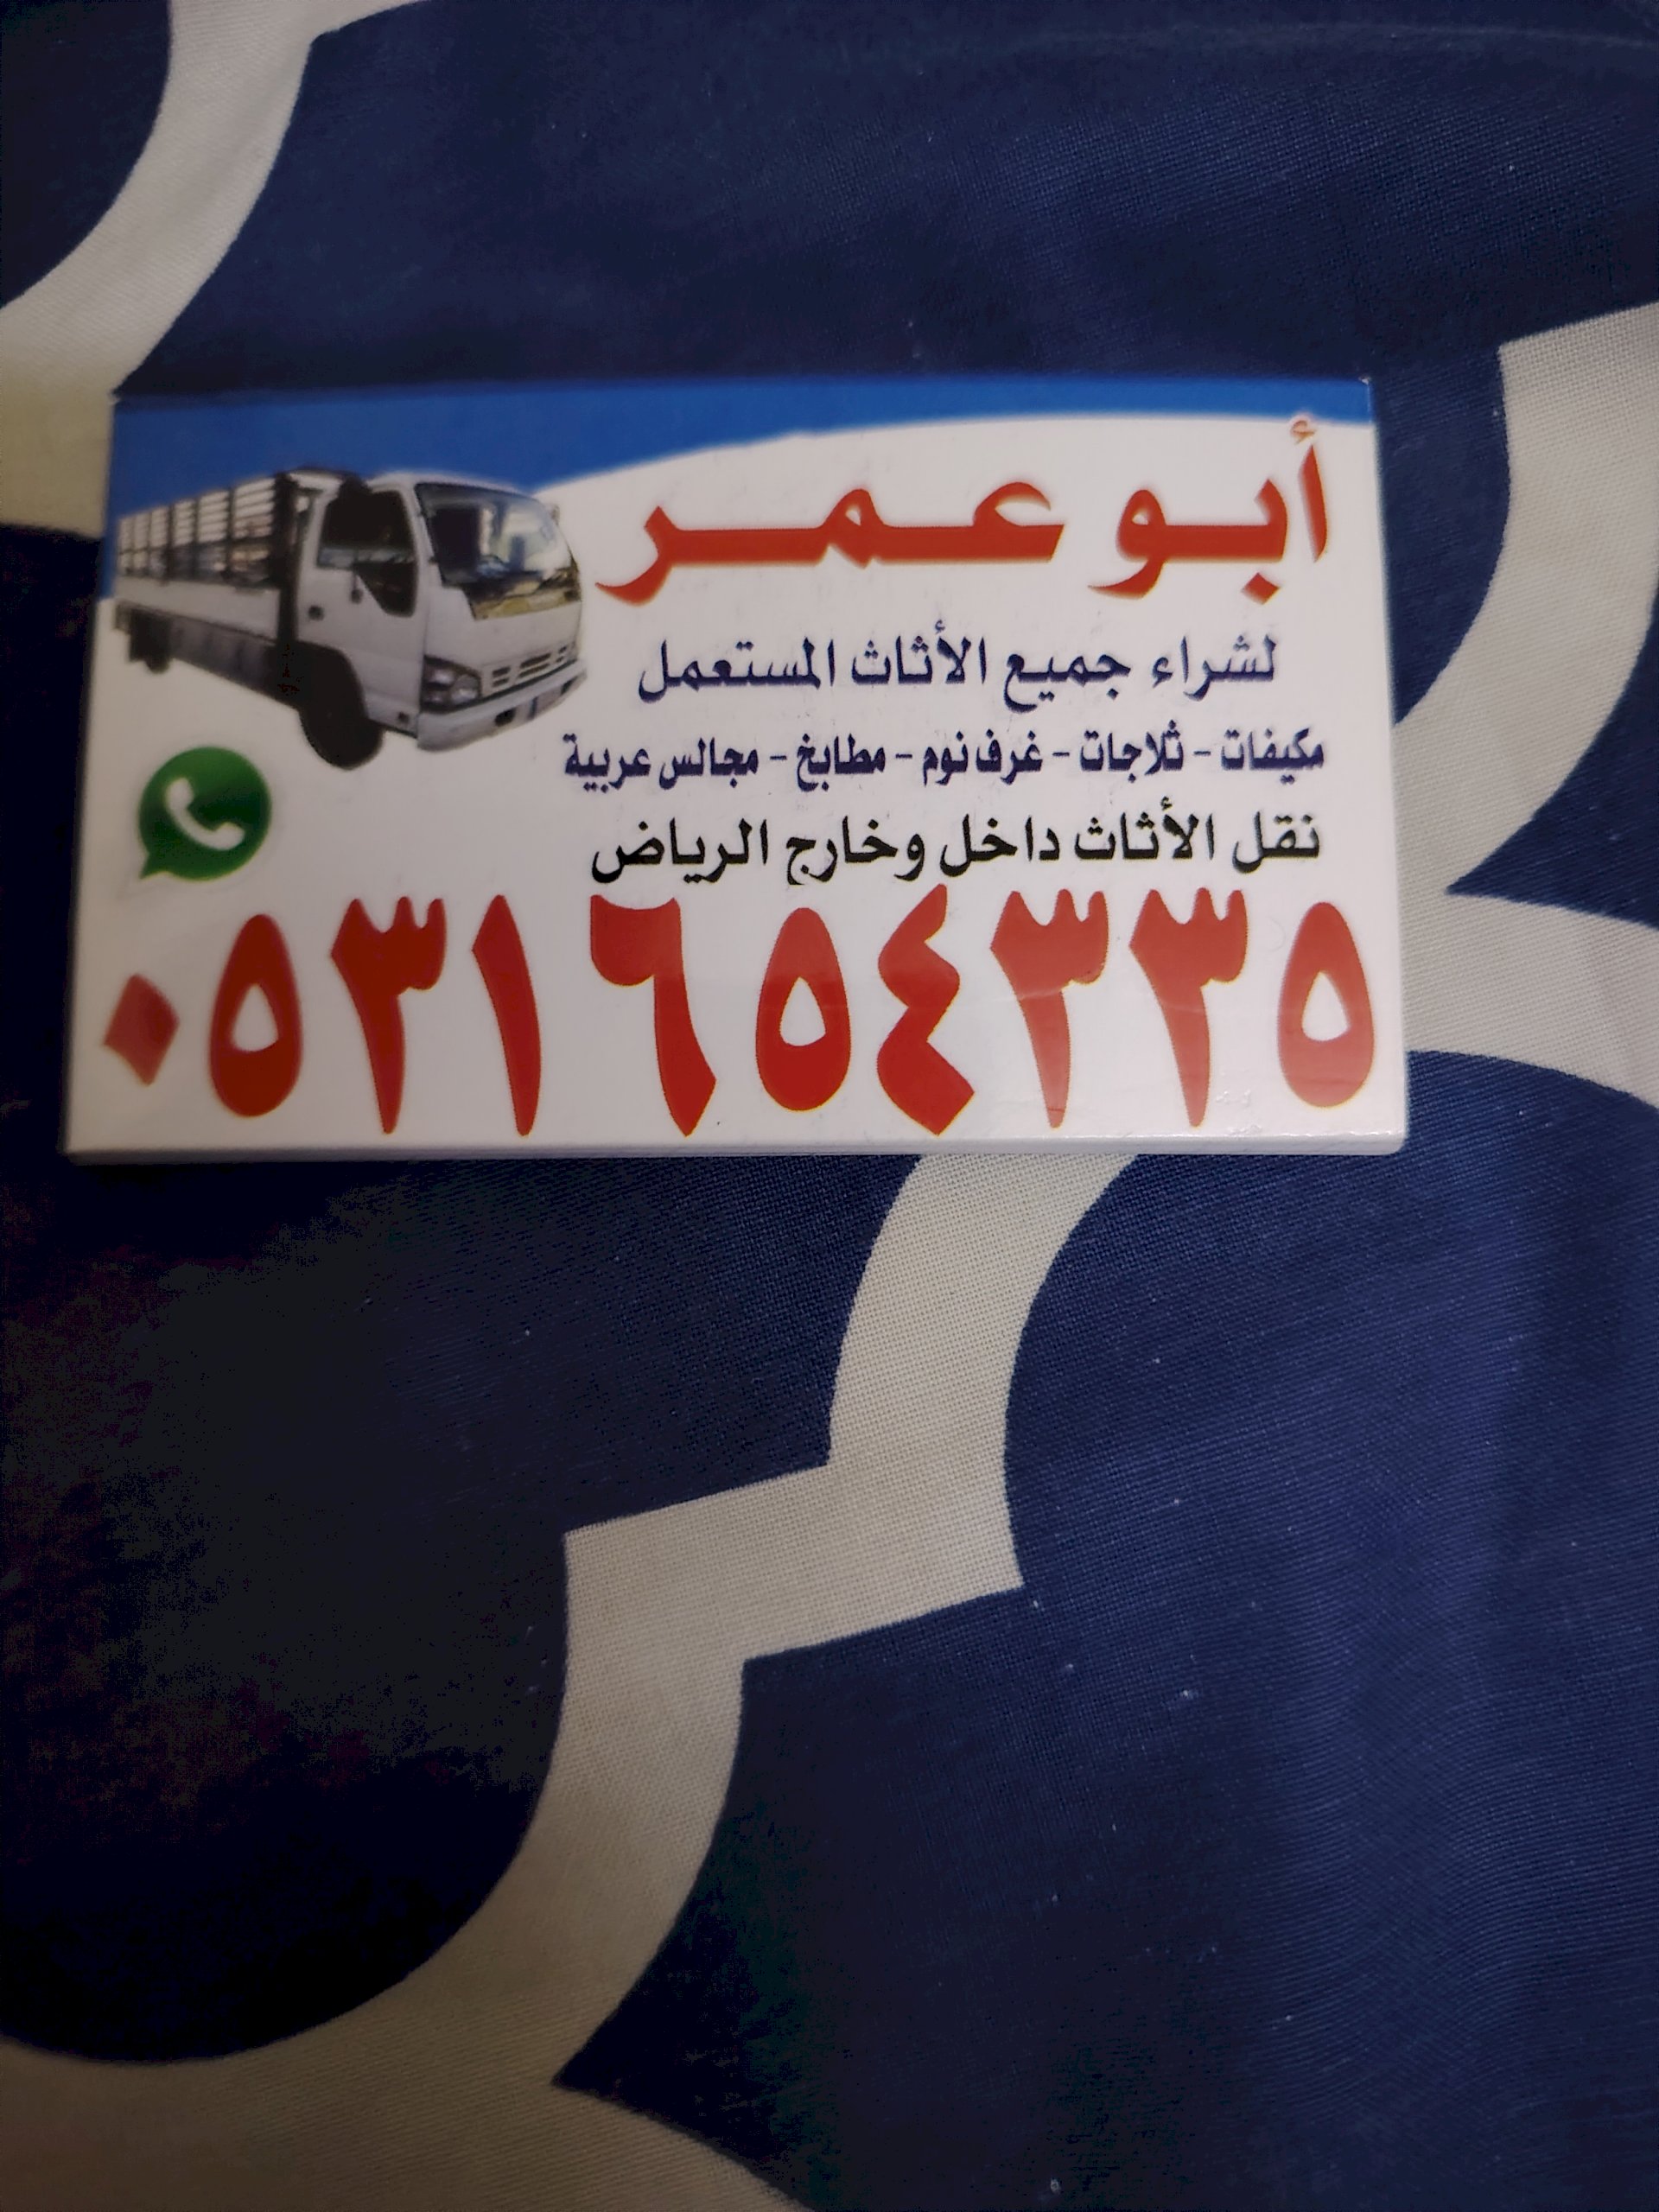 أبو عمر
لشراء جميع الأثاث المستعمل
مكيفات - ثلاجات - غرف نوم - مطابخ - مجالس عربية
نقل الأثاث داخل وخارج الرياض
٠٥٣١٦٥٤٣٣٥